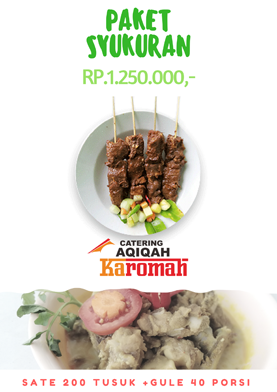 PAKET
SYUKURAN
RP.1.250.000,-
CATERING
AQIQAH
Karomah
SATE 200 TUSUK +GULE 40 PORSI